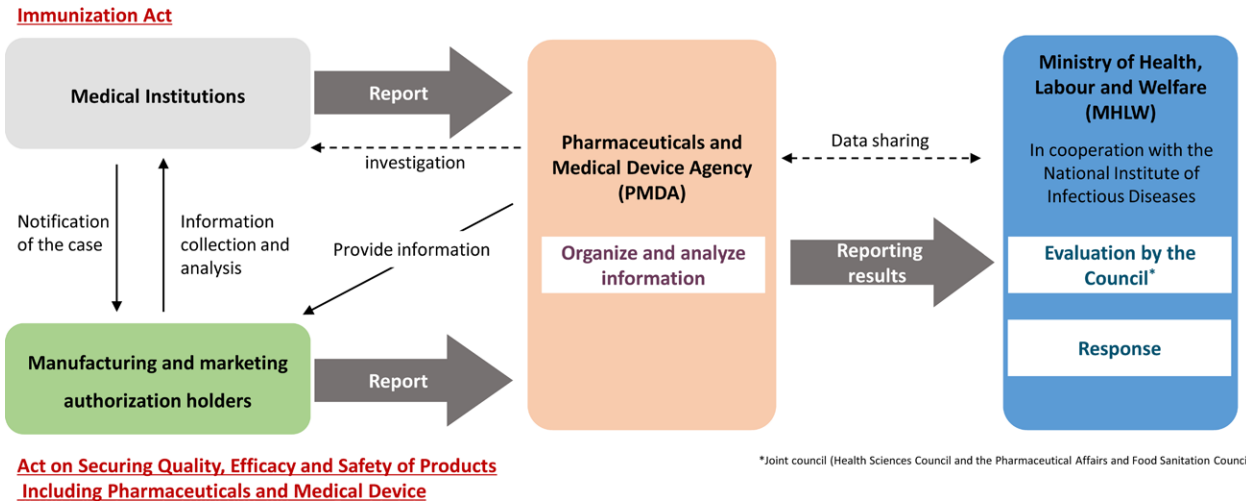 Immunization Act
Medical Institutions
Report
investigation
Notification
of the case
Information
collection and
analysis
Provide information
Manufacturing and marketing
authorization holders
Report
Act on Securing Quality, Efficacy and Safety of Products
Including Pharmaceuticals and Medical Device
Pharmaceuticals and
Medical Device Agency
(PMDA)
Organize and analyze
information
Data sharing
Reporting
results
Ministry of Health,
Labour and Welfare
(MHLW)
In cooperation with the
National Institute of
Infectious Diseases
Evaluation by the
Council*
Response
*Joint council (Health Sciences Council and the Pharmaceutical Affairs and Food Sanitation Counci